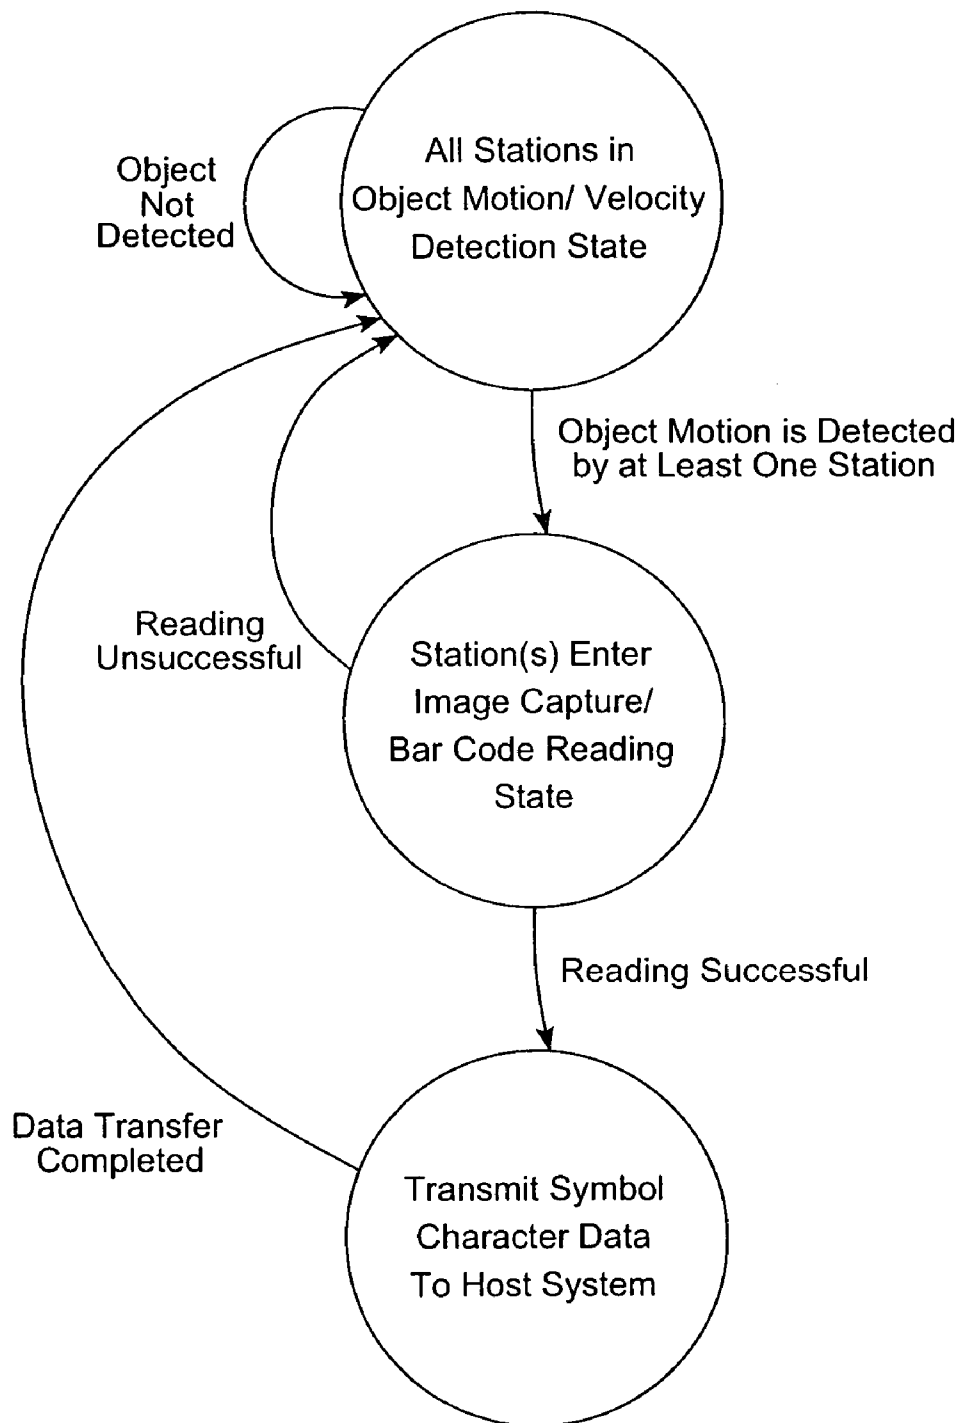 All Stations in
Object Motion/ Velocity
Detection State
Object
Not
Detected
Object Motion is Detected
by at Least One Station
Reading
Unsuccessful
Station(s) Enter
Image Capture/
Bar Code Reading
State
Reading Successful
Data Transfer
Completed
Transmit Symbol
Character Data
To Host System